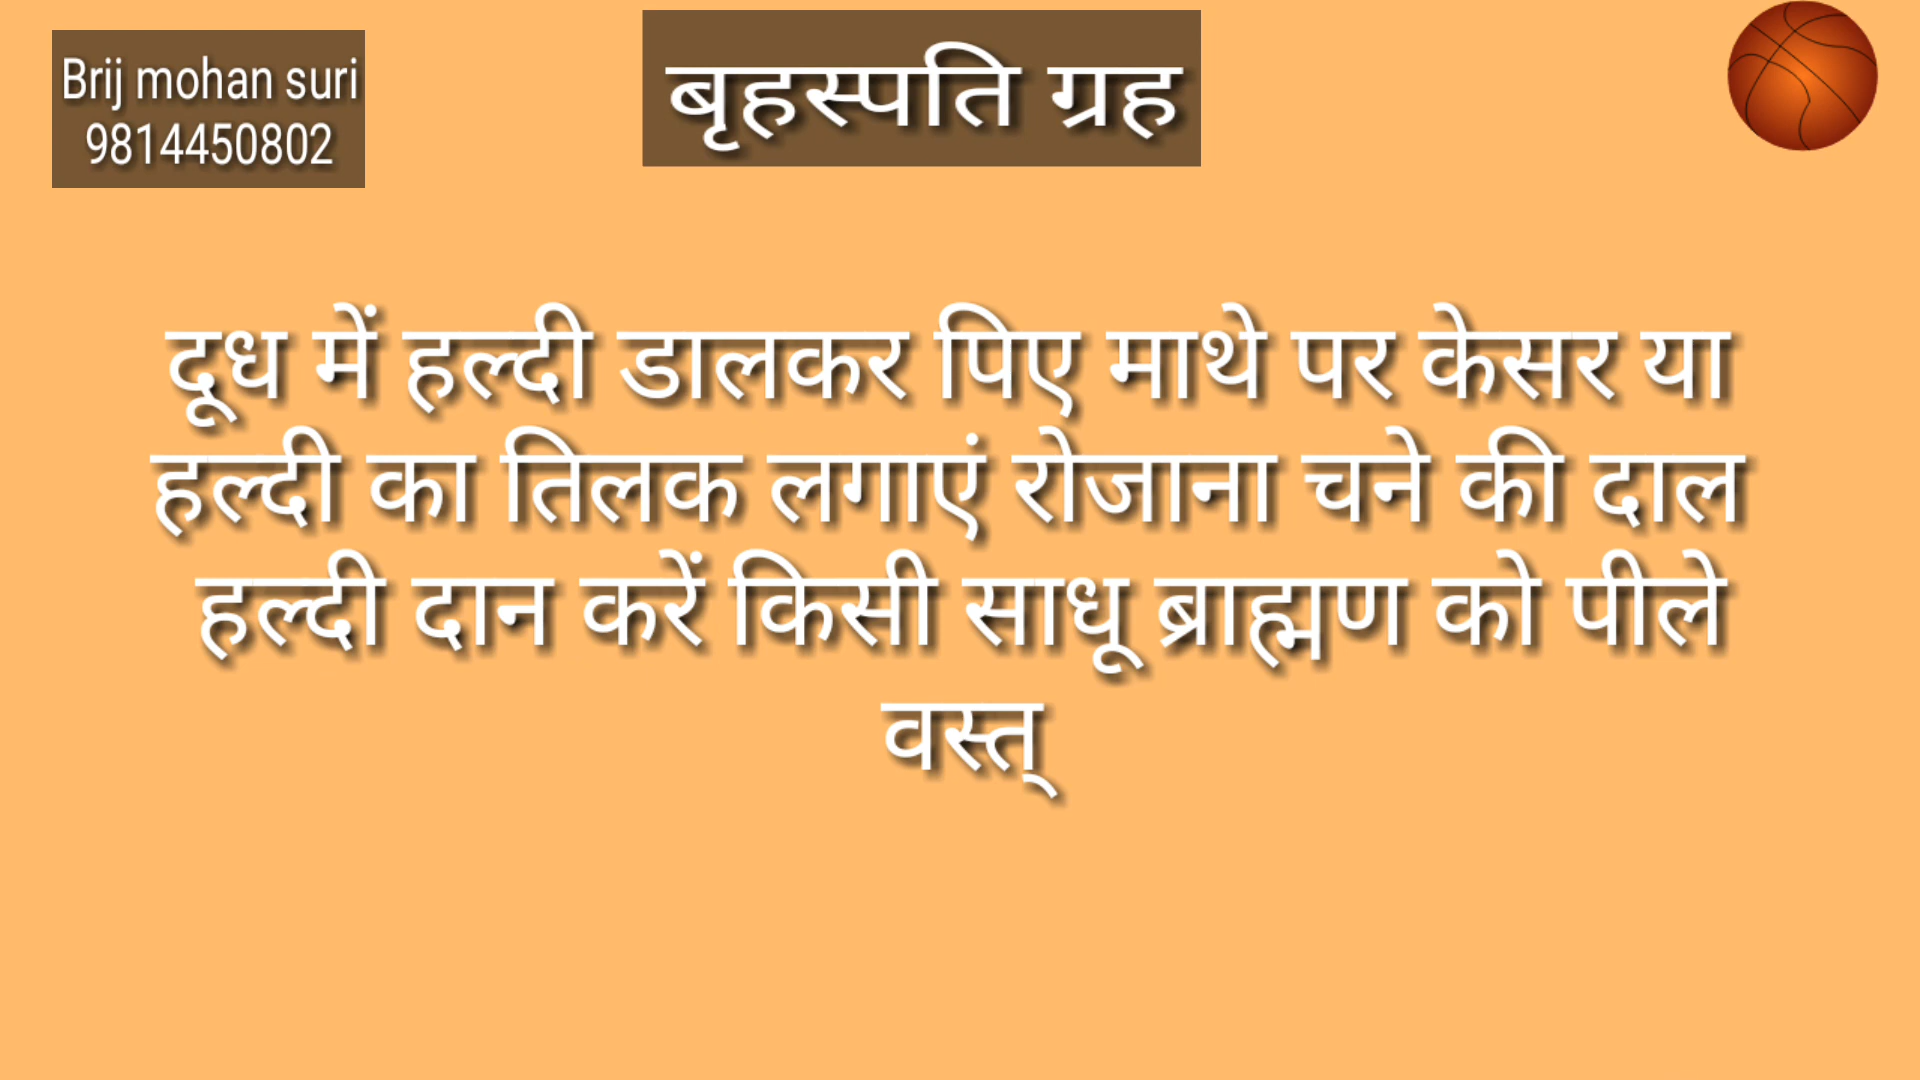 Brij mohan suri
9814450802
बृहस्पति ग्रह
दूध में हल्दी डालकर पिए माथे पर केसर या
हल्दी का तिलक लगाएं रोजाना चने की दाल
हल्दी दान करें किसी साधू ब्राह्मण को पीले
वस्त्